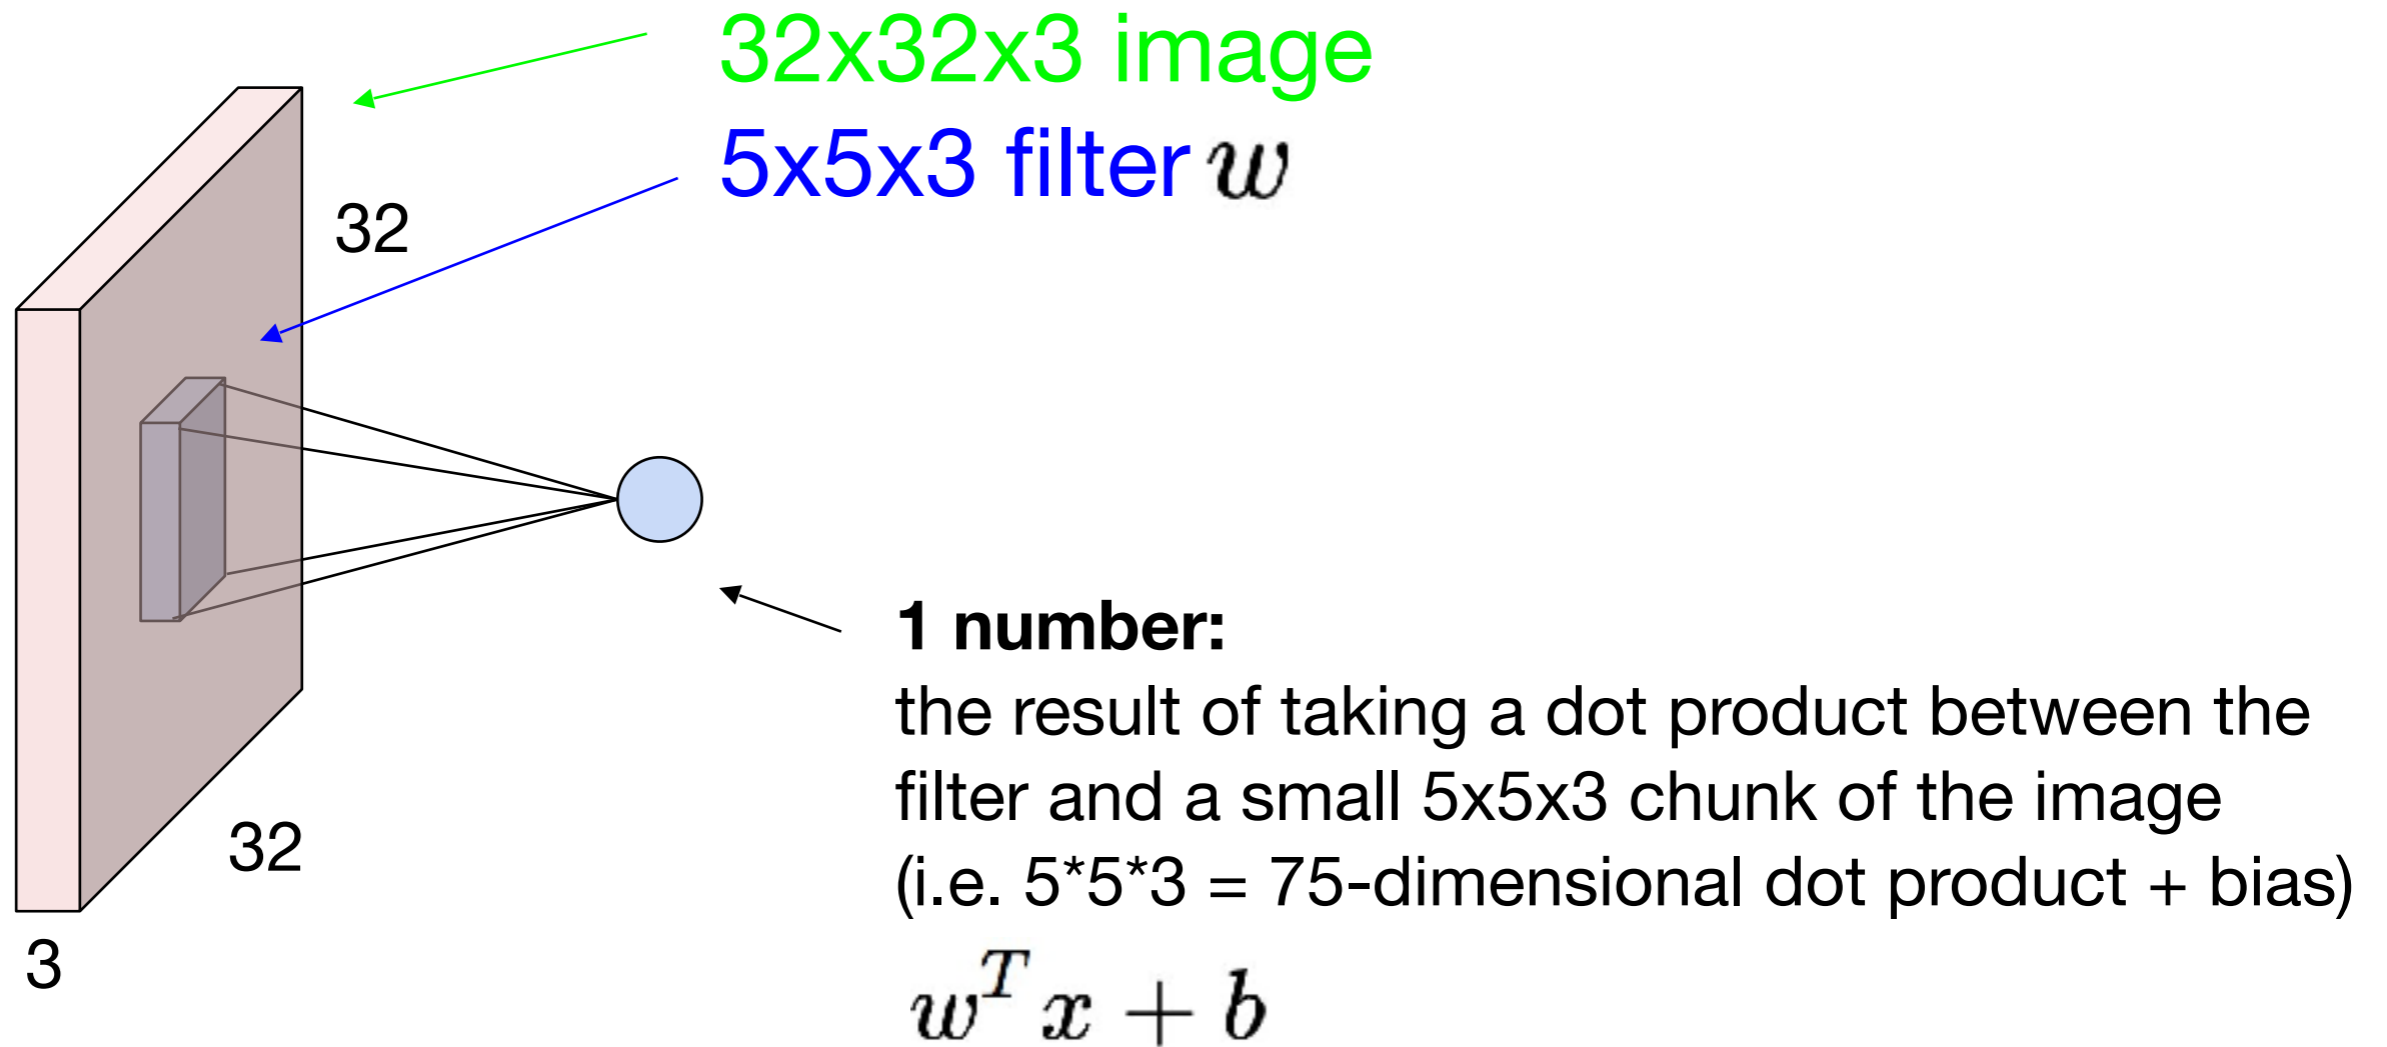 32x32x3 image
5x5x3 filter w
32
32
3
1 number:
the result of taking a dot product between the
filter and a small 5x5x3 chunk of the image
(i.e. 5*5*3 = 75-dimensional dot product + bias)
w^T x + b